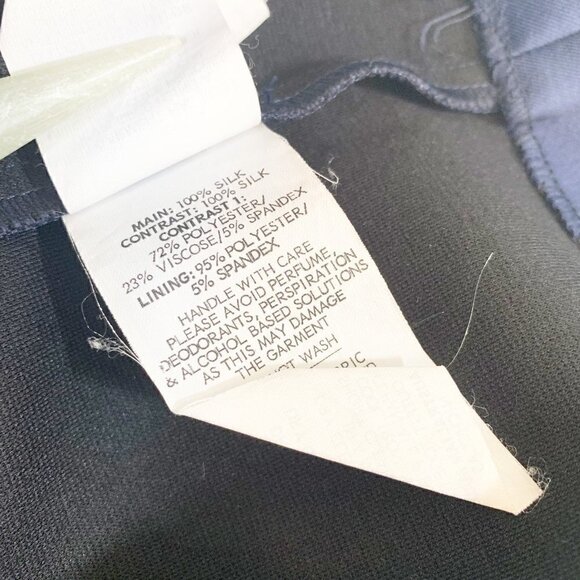 MAIN: 100% SILK
CONTRAST: 100% SILK
CONTRAST 1:
72% POLYESTER/
23% VISCOSE/5% SPANDEX
LINING: 95% POLYESTER/
5% SPANDEX
HANDLE WITH CARE
PLEASE AVOID PERFUME,
DEODORANTS, PERSPIRATION
& ALCOHOL BASED SOLUTIONS
AS THIS MAY DAMAGE
THE GARMENT
WASH